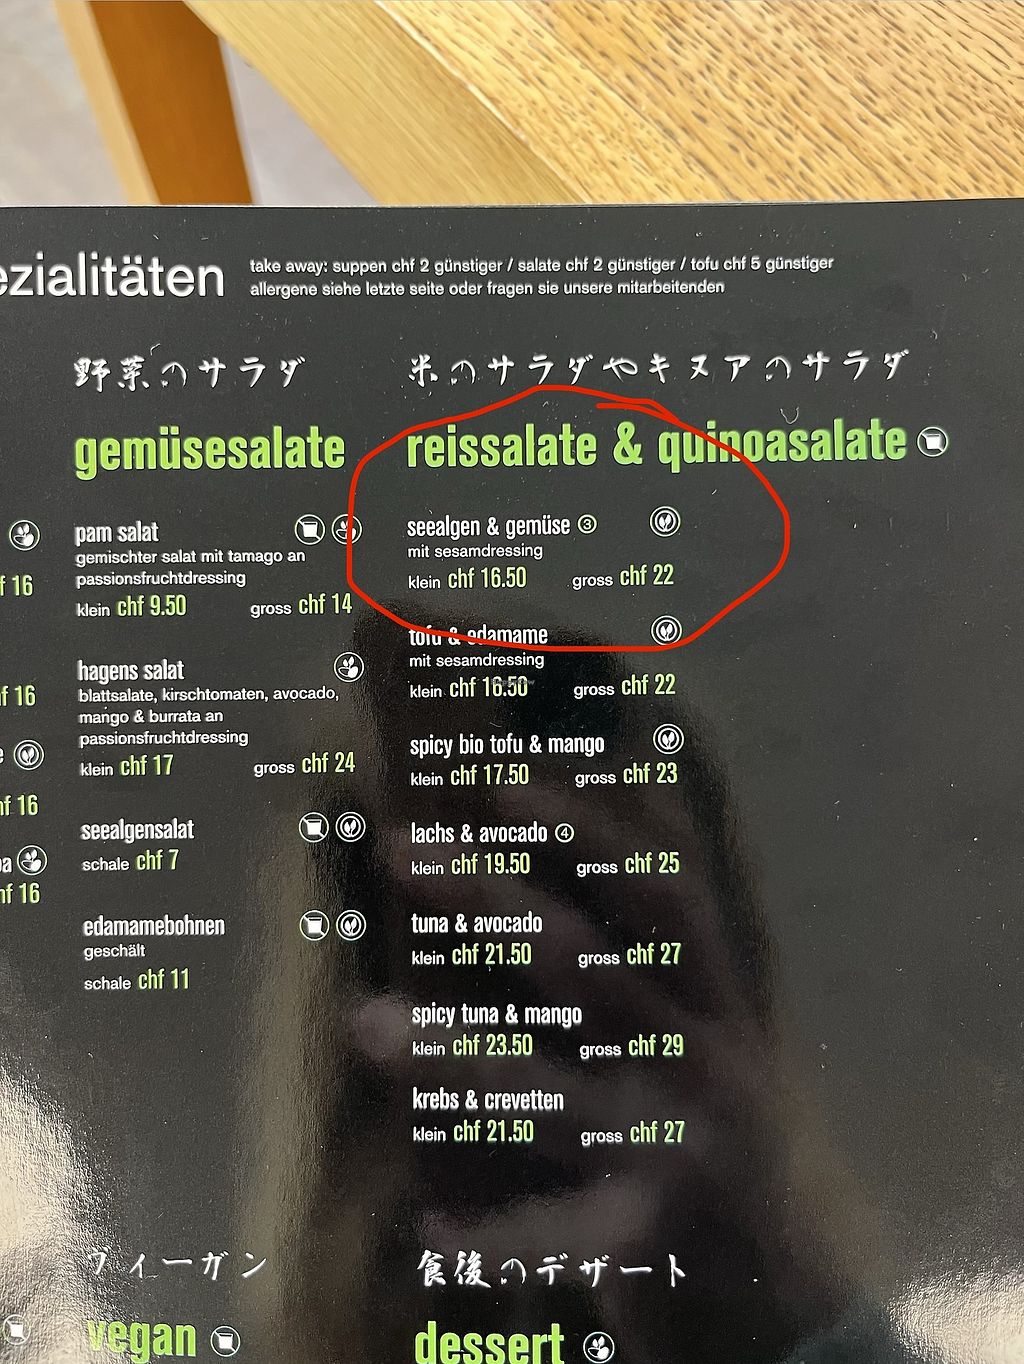 ezialitäten
take away: suppen chf 2 günstiger / salate chf 2 günstiger / tofu chf 5 günstiger
allergene siehe letzte seite oder fragen sie unsere mitarbeitenden
野菜のサラダ
gemüsesalate
pam salat
gemischter salat mit tamago an
passionsfruchtdressing
klein chf 9.50 gross chf 14
hagens salat
blattsalate, kirschtomaten, avocado,
mango & burrata an
passionsfruchtdressing
klein chf 17 gross chf 24
seealgensalat
schale chf 7
edamamebohnen
geschält
schale chf 11
米のサラダやキヌアのサラダ
reissalate & quinoasalate
seealgen & gemüse ③
mit sesamdressing
klein chf 16.50 gross chf 22
tofu & edamame
mit sesamdressing
klein chf 16.50 gross chf 22
spicy bio tofu & mango
klein chf 17.50 gross chf 23
lachs & avocado ④
klein chf 19.50 gross chf 25
tuna & avocado
klein chf 21.50 gross chf 27
spicy tuna & mango
klein chf 23.50 gross chf 29
krebs & crevetten
klein chf 21.50 gross chf 27
f 16
f 16
f 16
f 16
ヴィーガン
vegan
食後のデザート
dessert